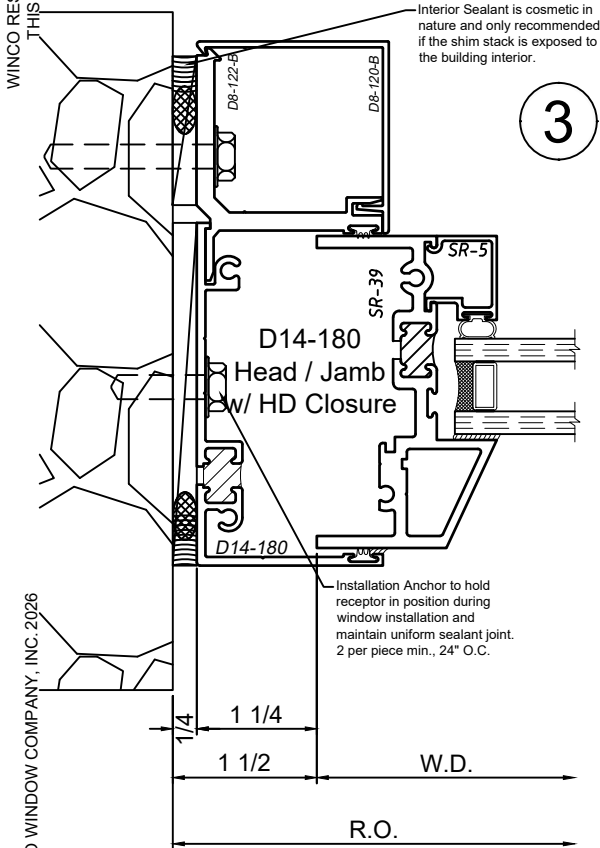 WINCO RES
THIS
Interior Sealant is cosmetic in
nature and only recommended
if the shim stack is exposed to
the building interior.
3
D8-122-B
D8-120-B
SR-5
SR-39
D14-180
Head / Jamb
w/ HD Closure
D14-180
Installation Anchor to hold
receptor in position during
window installation and
maintain uniform sealant joint.
2 per piece min., 24" O.C.
WINDOW COMPANY, INC. 2026
1/4
1 1/4
1 1/2
W.D.
R.O.